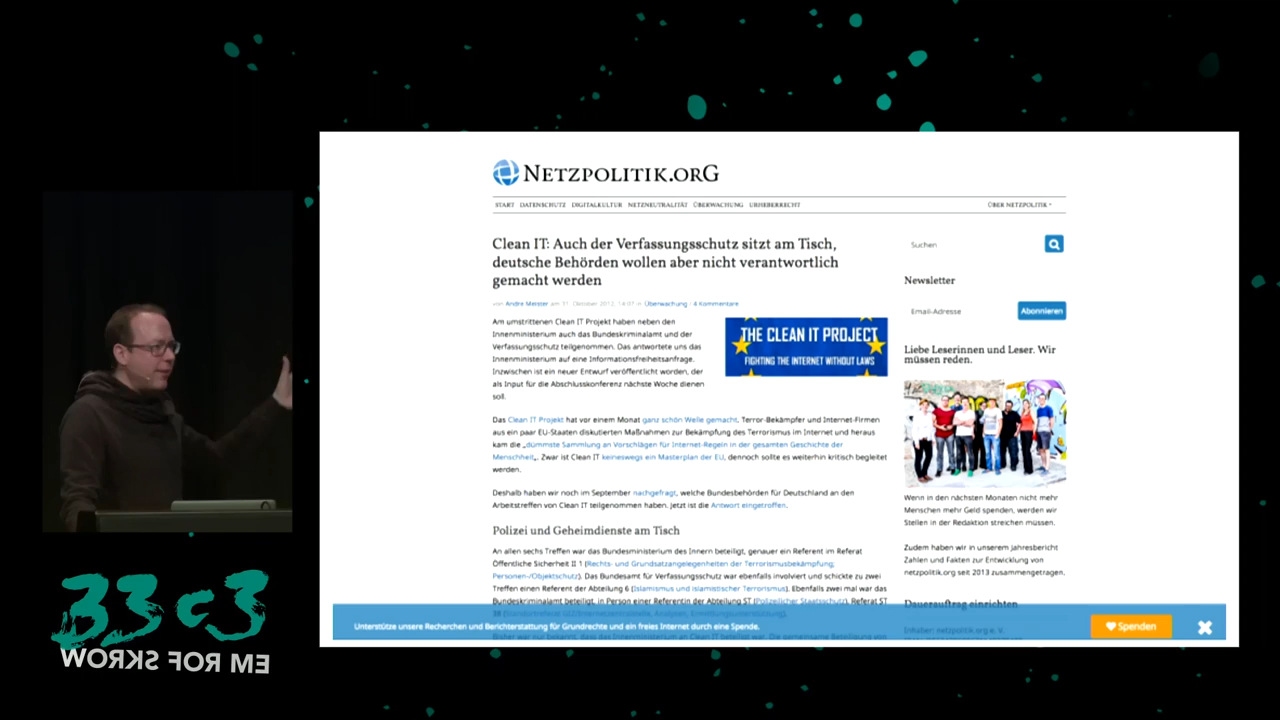 NETZPOLITIK.ORG
START DATENSCHUTZ DIGITALKULTUR NETZNEUTRALITÄT ÜBERWACHUNG URHEBERRECHT ÜBER NETZPOLITIK
Clean IT: Auch der Verfassungsschutz sitzt am Tisch,
deutsche Behörden wollen aber nicht verantwortlich
gemacht werden
von Andre Meister am 31. Oktober 2012, 14:07 in Überwachung / 4 Kommentare
Am umstrittenen Clean IT Projekt haben neben den
Innenministerium auch das Bundeskriminalamt und der
Verfassungsschutz teilgenommen. Das antwortete uns das
Innenministerium auf eine Informationsfreiheitsanfrage.
Inzwischen ist ein neuer Entwurf veröffentlicht worden, der
als Input für die Abschlusskonferenz nächste Woche dienen
soll.
THE CLEAN IT PROJECT
FIGHTING THE INTERNET WITHOUT LAWS
Das Clean IT Projekt hat vor einem Monat ganz schön Welle gemacht. Terror-Bekämpfer und Internet-Firmen
aus ein paar EU-Staaten diskutierten Maßnahmen zur Bekämpfung des Terrorismus im Internet und heraus
kam die „dümmste Sammlung an Vorschlägen für Internet-Regeln in der gesamten Geschichte der
Menschheit„. Zwar ist Clean IT keineswegs ein Masterplan der EU, dennoch sollte es weiterhin kritisch begleitet
werden.
Deshalb haben wir noch im September nachgefragt, welche Bundesbehörden für Deutschland an den
Arbeitstreffen von Clean IT teilgenommen haben. Jetzt ist die Antwort eingetroffen.
Polizei und Geheimdienste am Tisch
An allen sechs Treffen war das Bundesministerium des Innern beteiligt, genauer ein Referent im Referat
Öffentliche Sicherheit II 1 (Rechts- und Grundsatzangelegenheiten der Terrorismusbekämpfung,
Personen-/Objektschutz). Das Bundesamt für Verfassungsschutz war ebenfalls involviert und schickte zu zwei
Treffen einen Referent der Abteilung 6 (Islamismus und islamistischer Terrorismus). Ebenfalls zwei mal war das
Bundeskriminalamt beteiligt, in Person einer Referentin der Abteilung ST (Polizeilicher Staatsschutz), Referat ST
Suchen
Newsletter
Email-Adresse Abonnieren
Liebe Leserinnen und Leser. Wir
müssen reden.
Wenn in den nächsten Monaten nicht mehr
Menschen mehr Geld spenden, werden wir
Stellen in der Redaktion streichen müssen.
Zudem haben wir in unserem Jahresbericht
Zahlen und Fakten zur Entwicklung von
netzpolitik.org seit 2013 zusammengetragen.
Dauerauftrag einrichten
Inhaber: netzpolitik.org e. V.
Unterstütze unsere Recherchen und Berichterstattung für Grundrechte und ein freies Internet durch eine Spende.
Spenden
33C3
WORKS FOR ME